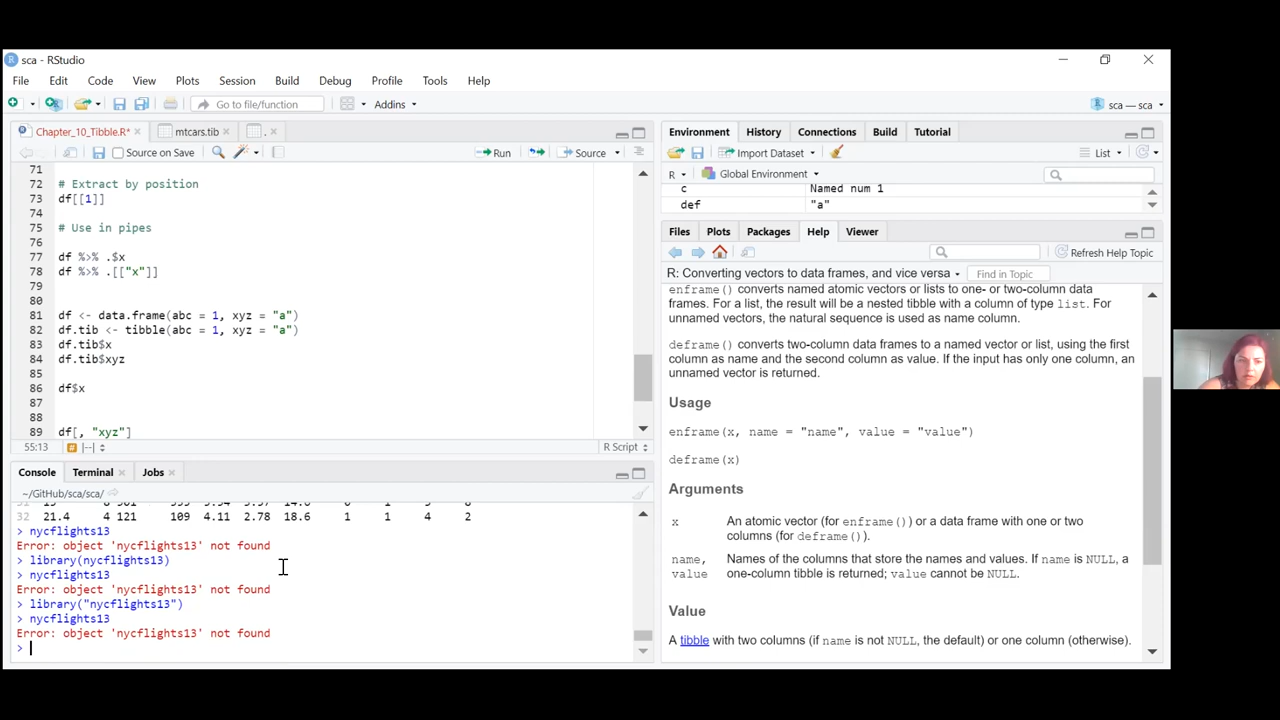 sca - RStudio
File Edit Code View Plots Session Build Debug Profile Tools Help
Go to file/function Addins sca — sca
Chapter_10_Tibble.R* mtcars.tib .
Source on Save Run Source
71
72 # Extract by position
73 df[[1]]
74
75 # Use in pipes
76
77 df %>% .$x
78 df %>% .[["x"]]
79
80
81 df <- data.frame(abc = 1, xyz = "a")
82 df.tib <- tibble(abc = 1, xyz = "a")
83 df.tib$x
84 df.tib$xyz
85
86 df$x
87
88
89 df[, "xyz"]
55:13 R Script
Console Terminal Jobs
~/GitHub/sca/sca/
32 21.4 4 121 109 4.11 2.78 18.6 1 1 4 2
> nycflights13
Error: object 'nycflights13' not found
> library(nycflights13)
> nycflights13
Error: object 'nycflights13' not found
> library("nycflights13")
> nycflights13
Error: object 'nycflights13' not found
>
Environment History Connections Build Tutorial
Import Dataset List
R Global Environment
c Named num 1
def "a"
Files Plots Packages Help Viewer
Refresh Help Topic
R: Converting vectors to data frames, and vice versa Find in Topic
enframe() converts named atomic vectors or lists to one- or two-column data
frames. For a list, the result will be a nested tibble with a column of type list. For
unnamed vectors, the natural sequence is used as name column.
deframe() converts two-column data frames to a named vector or list, using the first
column as name and the second column as value. If the input has only one column, an
unnamed vector is returned.
Usage
enframe(x, name = "name", value = "value")
deframe(x)
Arguments
x An atomic vector (for enframe()) or a data frame with one or two
columns (for deframe()).
name, Names of the columns that store the names and values. If name is NULL, a
value one-column tibble is returned; value cannot be NULL.
Value
A tibble with two columns (if name is not NULL, the default) or one column (otherwise).